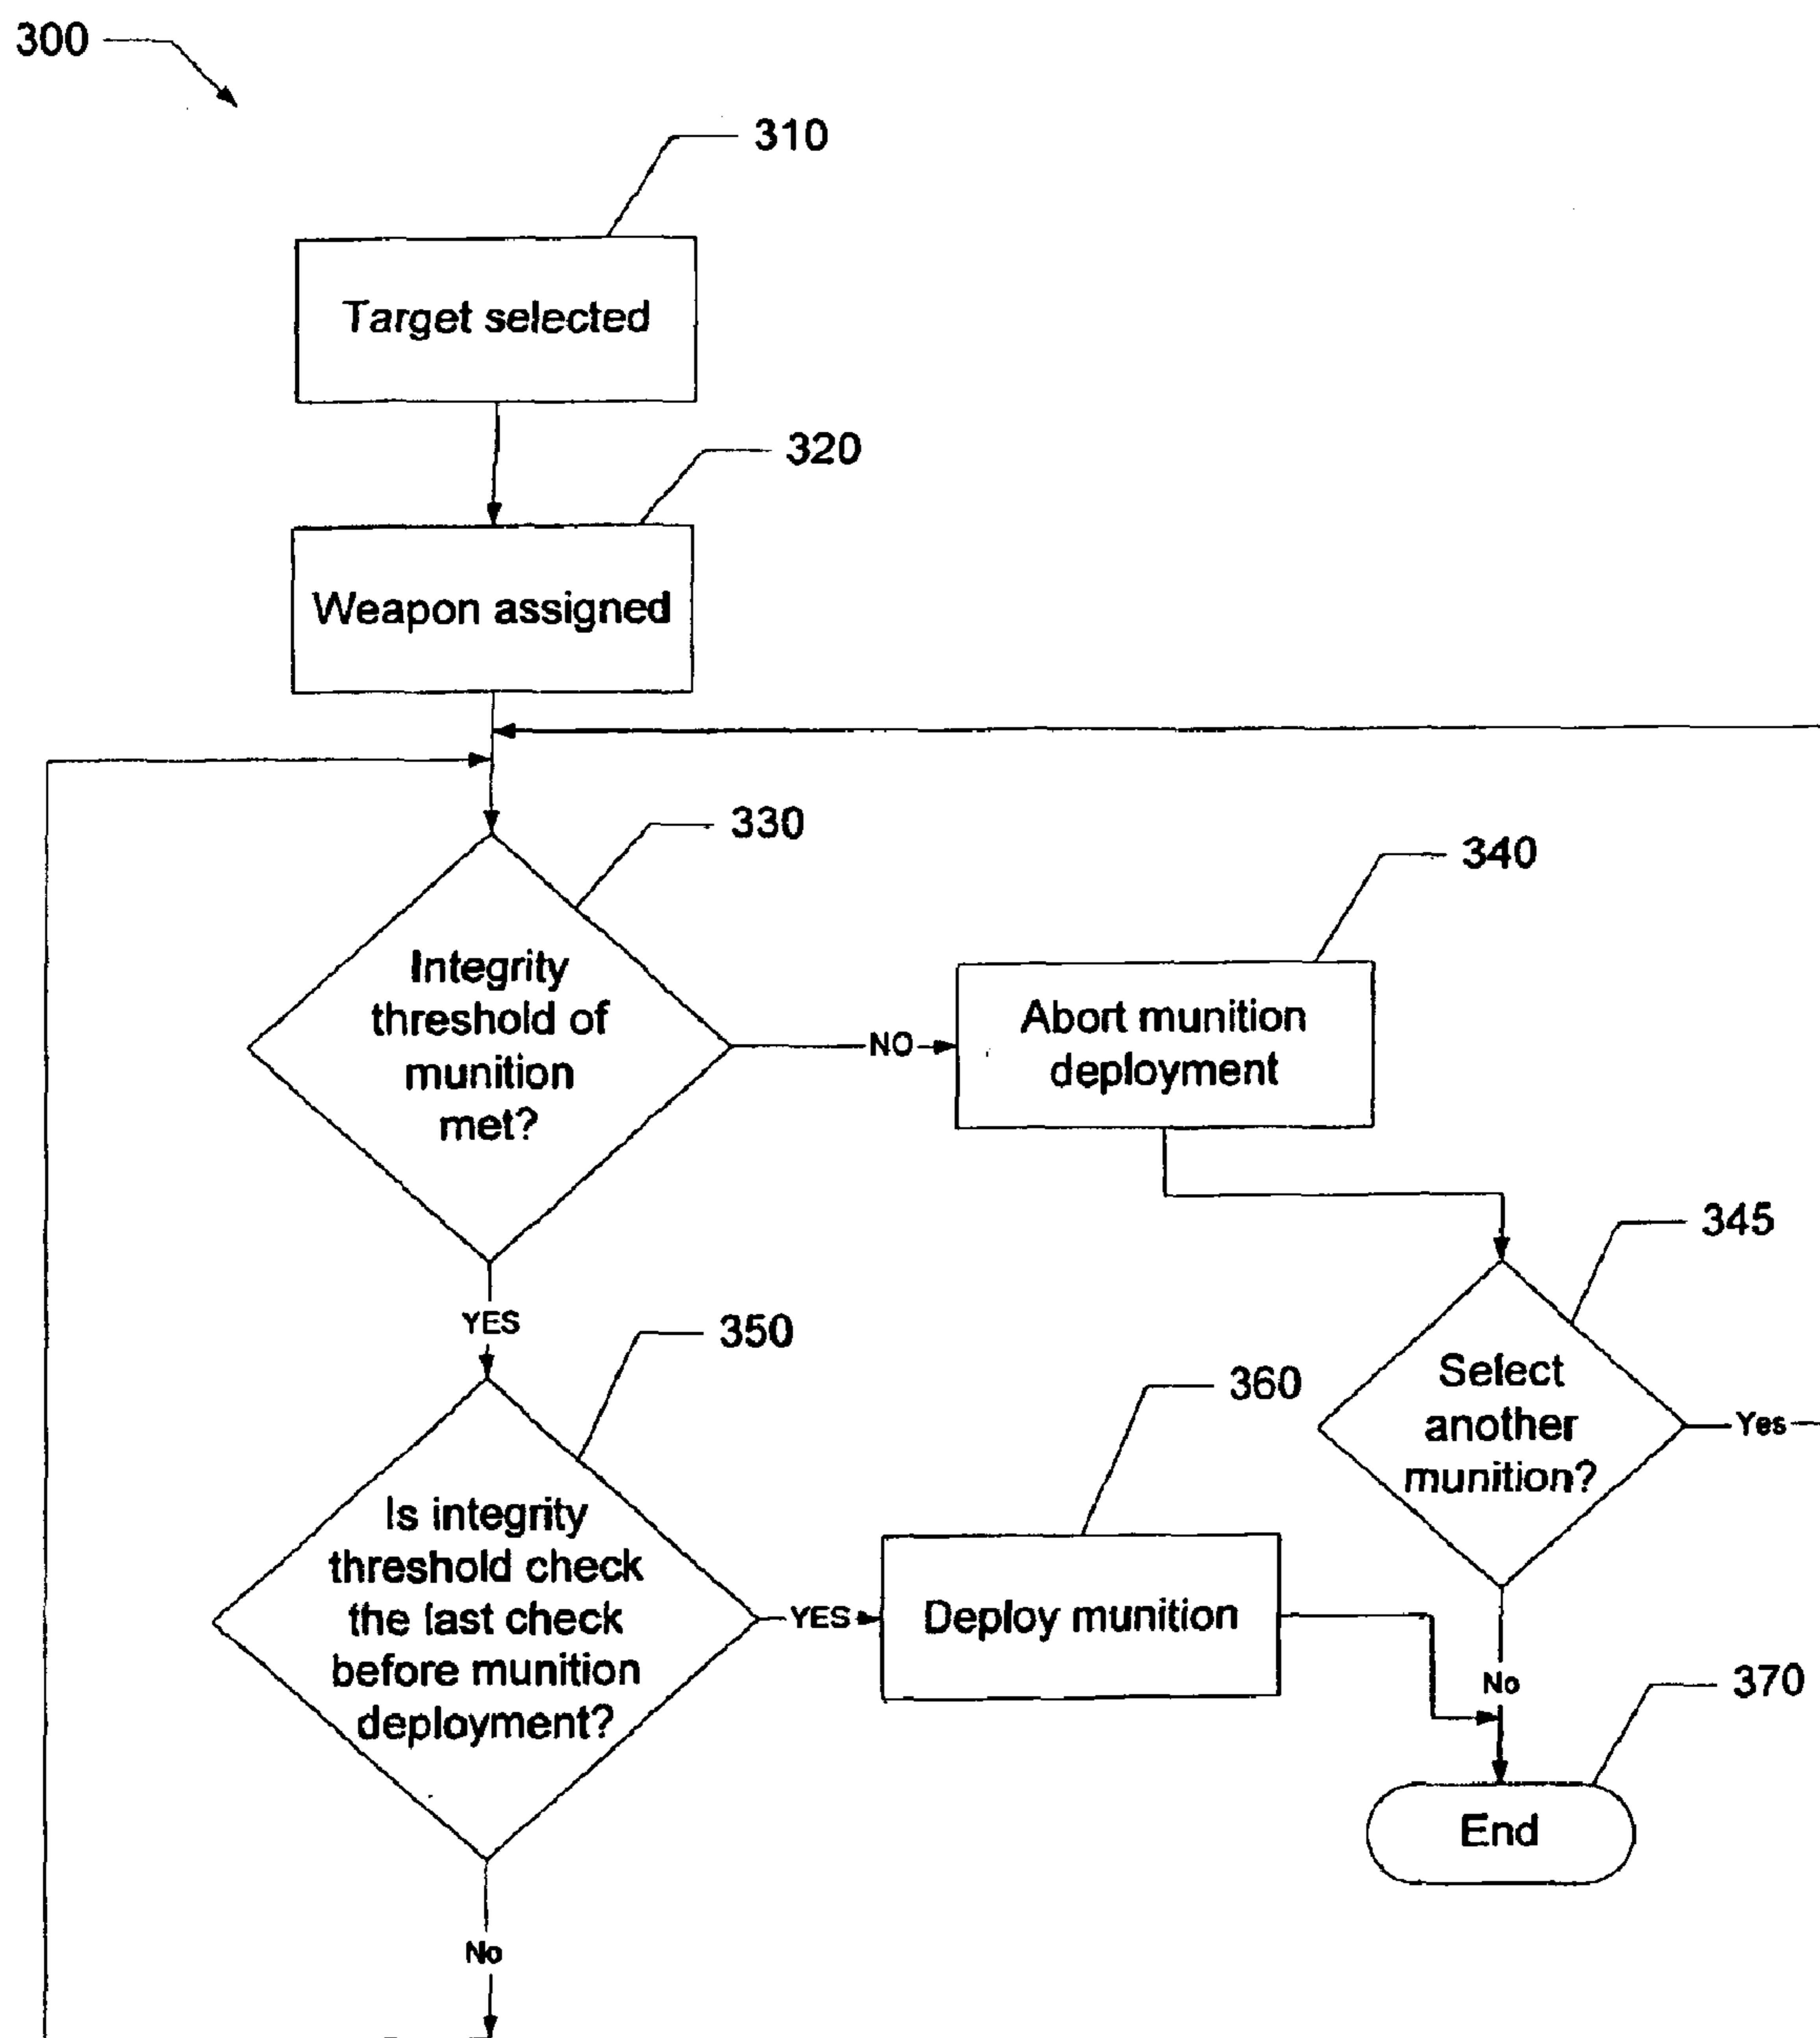 300
310
Target selected
320
Weapon assigned
330
Integrity
threshold of
munition
met?
NO
340
Abort munition
deployment
345
Select
another
munition?
Yes
No
YES
350
Is integrity
threshold check
the last check
before munition
deployment?
YES
360
Deploy munition
370
End
No